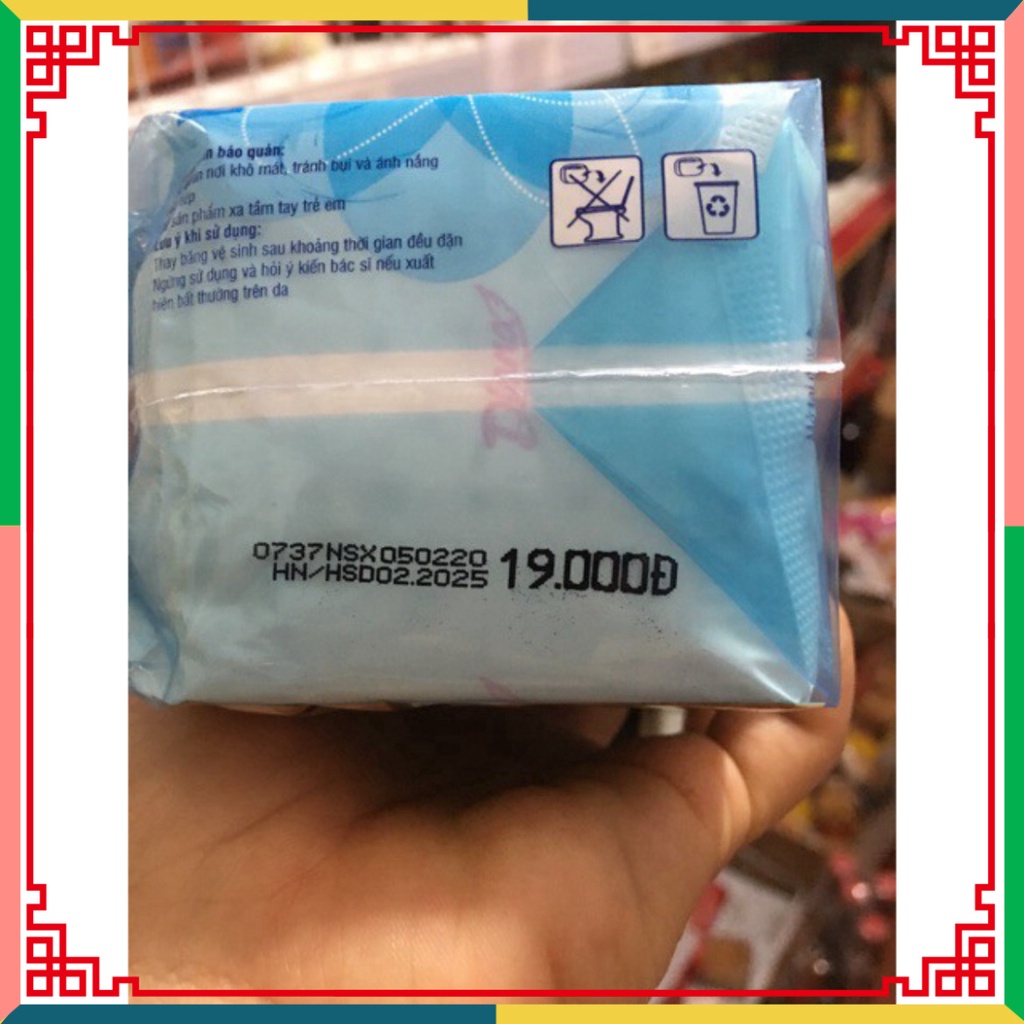 bảo quản:
nơi khô mát, tránh bụi và ánh nắng
sản phẩm xa tầm tay trẻ em
Lưu ý khi sử dụng:
Thay băng vệ sinh sau khoảng thời gian đều đặn
Ngừng sử dụng và hỏi ý kiến bác sĩ nếu xuất
hiện bất thường trên da
Diana
0737NSX050220 19.000Đ
HN/HSD02.2025